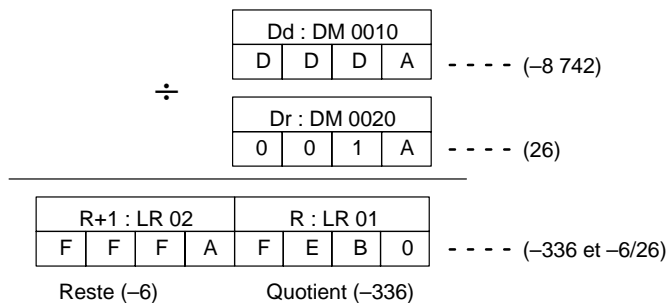 Dd : DM 0010
D D D A - - - - (–8 742)
÷
Dr : DM 0020
0 0 1 A - - - - (26)
R+1 : LR 02 R : LR 01
F F F A F E B 0 - - - - (–336 et –6/26)
Reste (–6) Quotient (–336)